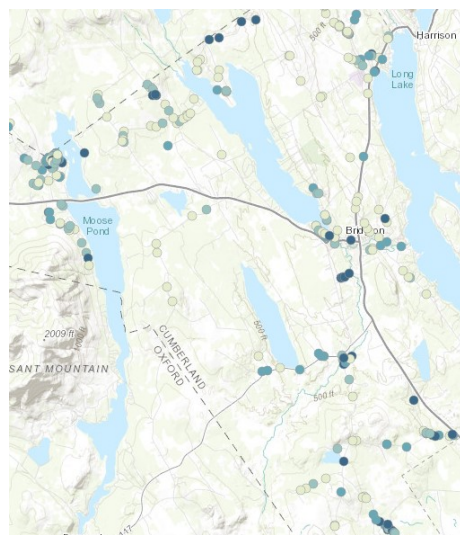 Harrison
500 ft
Long
Lake
Moose
Pond
Bridgton
500 ft
CUMBERLAND
OXFORD
2009 ft
SANT MOUNTAIN
500 ft